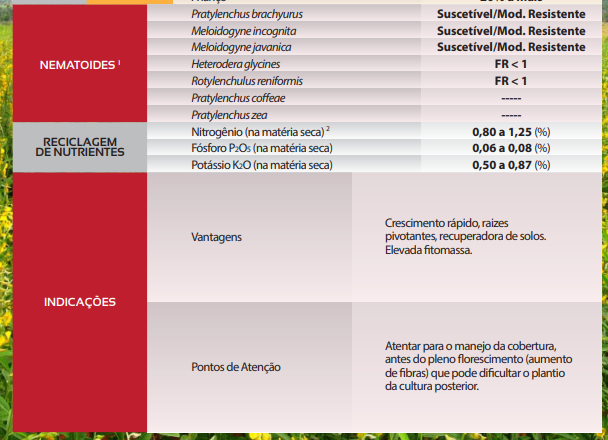 Pratylenchus brachyurus Suscetível/Mod. Resistente
Meloidogyne incognita Suscetível/Mod. Resistente
Meloidogyne javanica Suscetível/Mod. Resistente
NEMATOIDES ¹
Heterodera glycines FR < 1
Rotylenchulus reniformis FR < 1
Pratylenchus coffeae -----
Pratylenchus zea -----
RECICLAGEM
DE NUTRIENTES
Nitrogênio (na matéria seca) ² 0,80 a 1,25 (%)
Fósforo P2O5 (na matéria seca) 0,06 a 0,08 (%)
Potássio K2O (na matéria seca) 0,50 a 0,87 (%)
INDICAÇÕES
Vantagens
Crescimento rápido, raizes
pivotantes, recuperadora de solos.
Elevada fitomassa.
Pontos de Atenção
Atentar para o manejo da cobertura,
antes do pleno florescimento (aumento
de fibras) que pode dificultar o plantio
da cultura posterior.